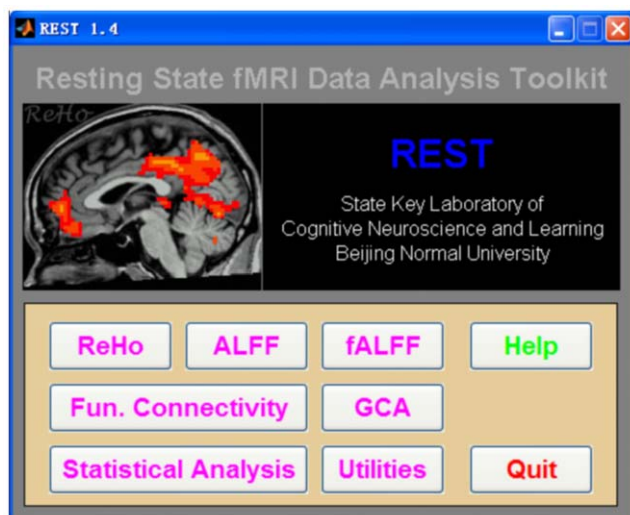 REST 1.4
Resting State fMRI Data Analysis Toolkit
ReHo
REST
State Key Laboratory of
Cognitive Neuroscience and Learning
Beijing Normal University
ReHo ALFF fALFF Help
Fun. Connectivity GCA
Statistical Analysis Utilities Quit